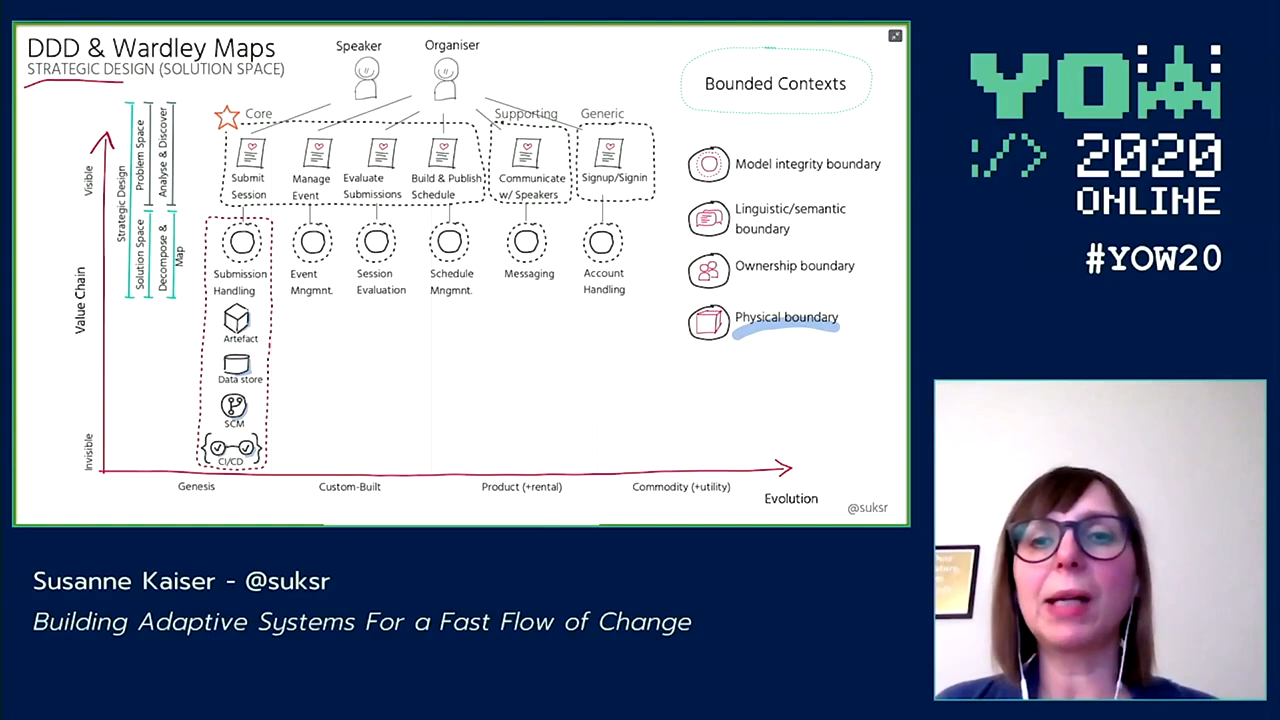 DDD & Wardley Maps
STRATEGIC DESIGN (SOLUTION SPACE)
Speaker
Organiser
Core
Supporting
Generic
Submit
Session
Manage
Event
Evaluate
Submissions
Build & Publish
Schedule
Communicate
w/ Speakers
Signup/Signin
Submission
Handling
Event
Mngmnt.
Session
Evaluation
Schedule
Mngmnt.
Messaging
Account
Handling
Artefact
Data store
SCM
CI/CD
Value Chain
Visible
Invisible
Strategic Design
Problem Space
Analyse & Discover
Solution Space
Decompose &
Map
Genesis
Custom-Built
Product (+rental)
Commodity (+utility)
Evolution
@suksr
Bounded Contexts
Model integrity boundary
Linguistic/semantic
boundary
Ownership boundary
Physical boundary
YOW
2020
ONLINE
#YOW20
Susanne Kaiser - @suksr
Building Adaptive Systems For a Fast Flow of Change